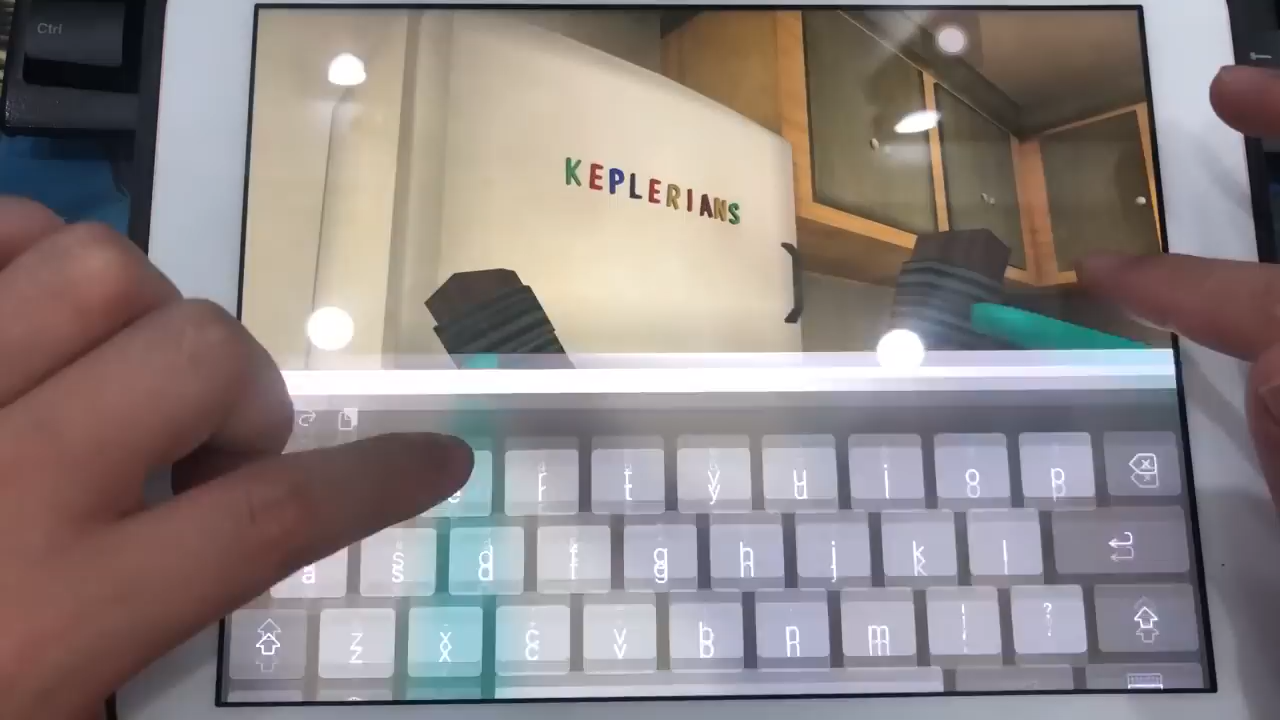 Ctrl
KEPLERIANS
e r t y u i o p
a s d f g h j k l
z x c v b n m ! ?